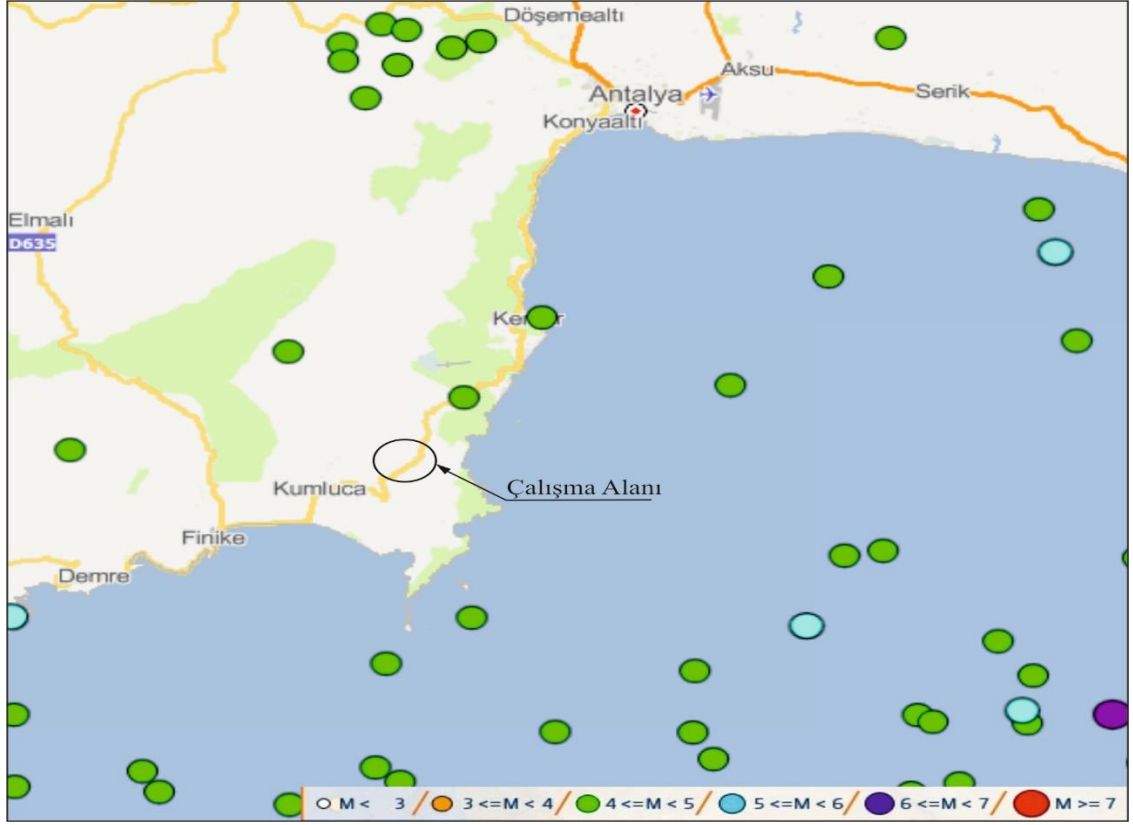 Döşemealtı
Aksu
Antalya
Serik
Konyaaltı
Elmalı
D635
Çalışma Alanı
Kumluca
Finike
Demre
M < 3 / 3 <=M < 4 / 4 <=M < 5 / 5 <=M < 6 / 6 <=M < 7 / M >= 7